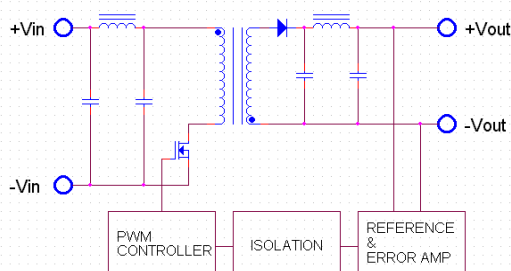 +Vin
+Vout
-Vout
-Vin
PWM
CONTROLLER
ISOLATION
REFERENCE
&
ERROR AMP